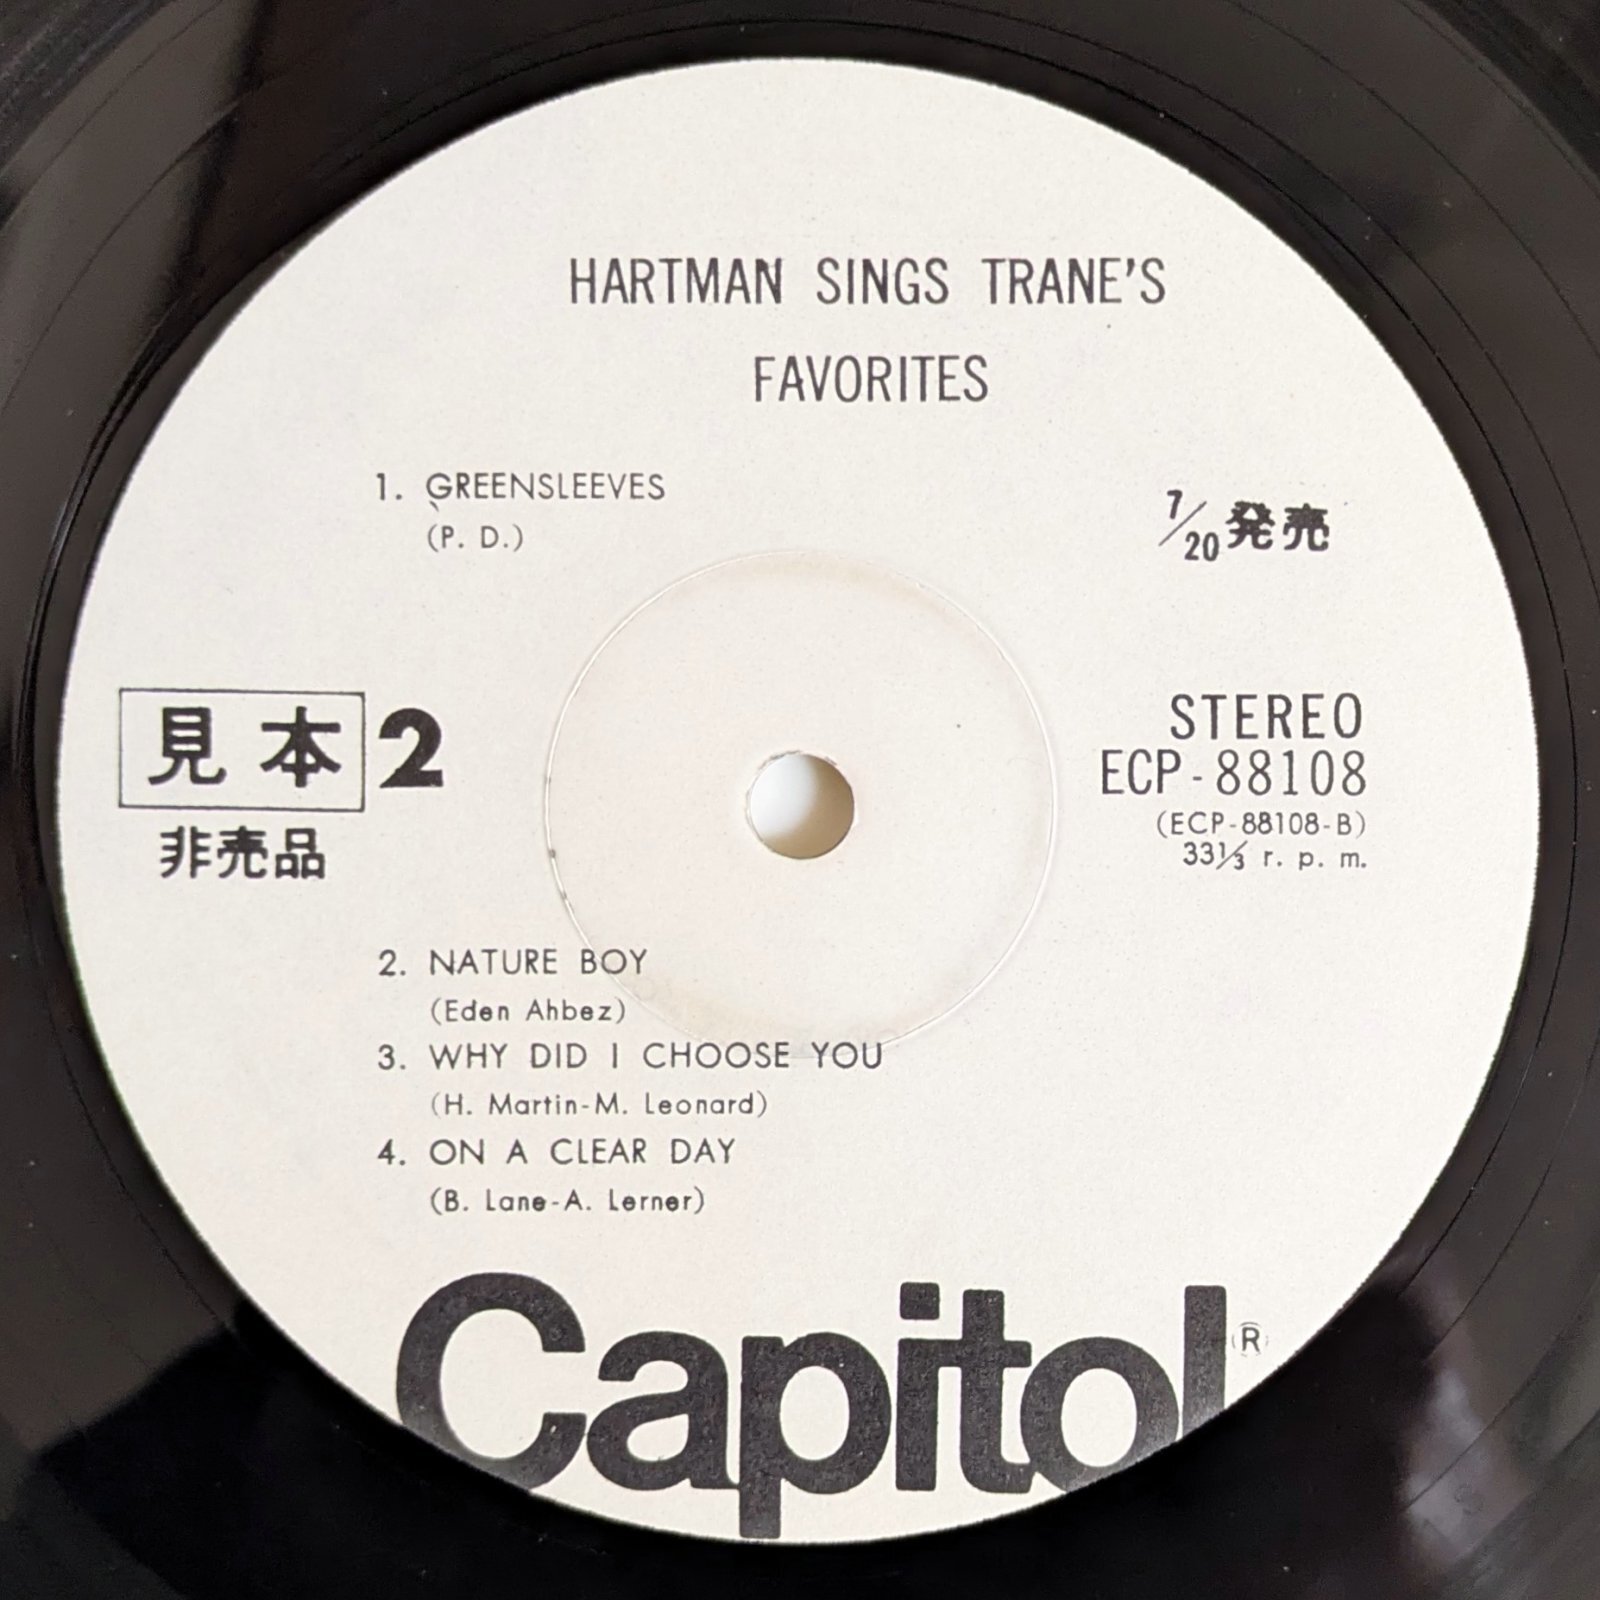 HARTMAN SINGS TRANE'S
FAVORITES
1. GREENSLEEVES
(P. D.)
7/20発売
見本 2
非売品
STEREO
ECP-88108
(ECP-88108-B)
33⅓ r. p. m.
2. NATURE BOY
(Eden Ahbez)
3. WHY DID I CHOOSE YOU
(H. Martin-M. Leonard)
4. ON A CLEAR DAY
(B. Lane-A. Lerner)
Capitol®